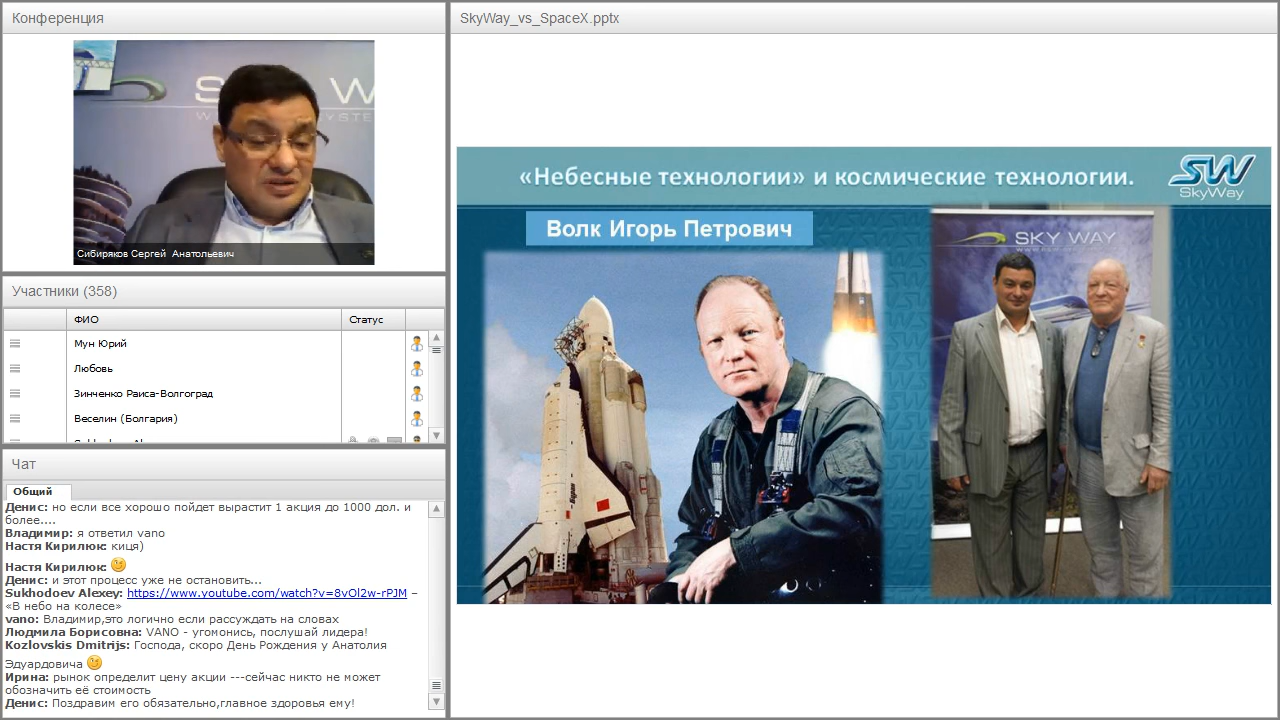 Конференция
SKY W
Сибиряков Сергей Анатольевич
Участники (358)
ФИО
Статус
Мун Юрий
Любовь
Зинченко Раиса-Волгоград
Веселин (Болгария)
Чат
Общий
Денис: но если все хорошо пойдет вырастит 1 акция до 1000 дол. и
более....
Владимир: я ответил vano
Настя Кирилюк: киця)
Настя Кирилюк:
Денис: и этот процесс уже не остановить...
Sukhodoev Alexey: https://www.youtube.com/watch?v=8vOl2w-rPJM –
«В небо на колесе»
vano: Владимир,это логично если рассуждать на словах
Людмила Борисовна: VANO - угомонись, послушай лидера!
Kozlovskis Dmitrijs: Господа, скоро День Рождения у Анатолия
Эдуардовича
Ирина: рынок определит цену акции ---сейчас никто не может
обозначить её стоимость
Денис: Поздравим его обязательно,главное здоровья ему!
SkyWay_vs_SpaceX.pptx
«Небесные технологии» и космические технологии.
SW
SkyWay
Волк Игорь Петрович
Буран
SKY WAY